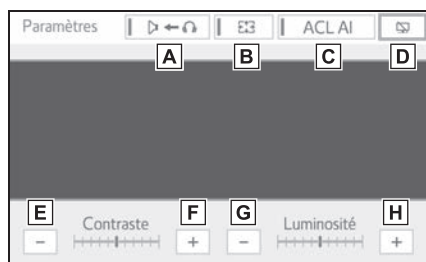 Paramètres ACL AI
A B C D
E Contraste F G Luminosité H
- + - +